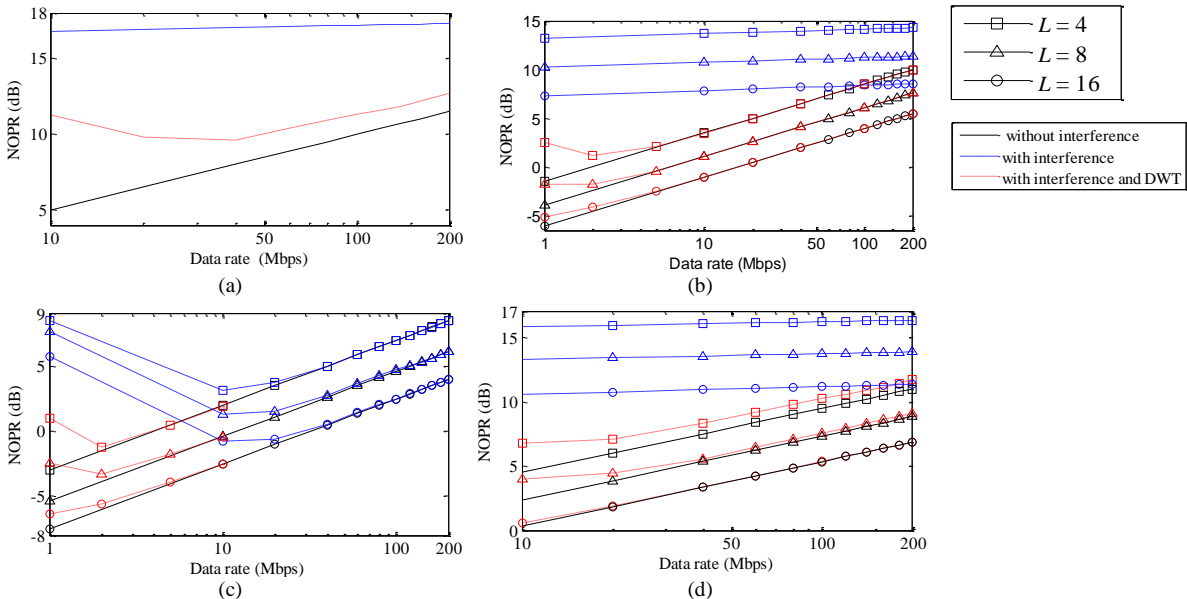 18
15
10
5
NOPR (dB)
10
50
100
200
Data rate (Mbps)
(a)
15
10
5
0
-5
NOPR (dB)
1
10
50
100
200
Data rate (Mbps)
(b)
L = 4
L = 8
L = 16
without interference
with interference
with interference and DWT
9
5
0
-5
-8
NOPR (dB)
1
10
100
200
Data rate (Mbps)
(c)
17
15
10
5
0
NOPR (dB)
10
50
100
200
Data rate (Mbps)
(d)